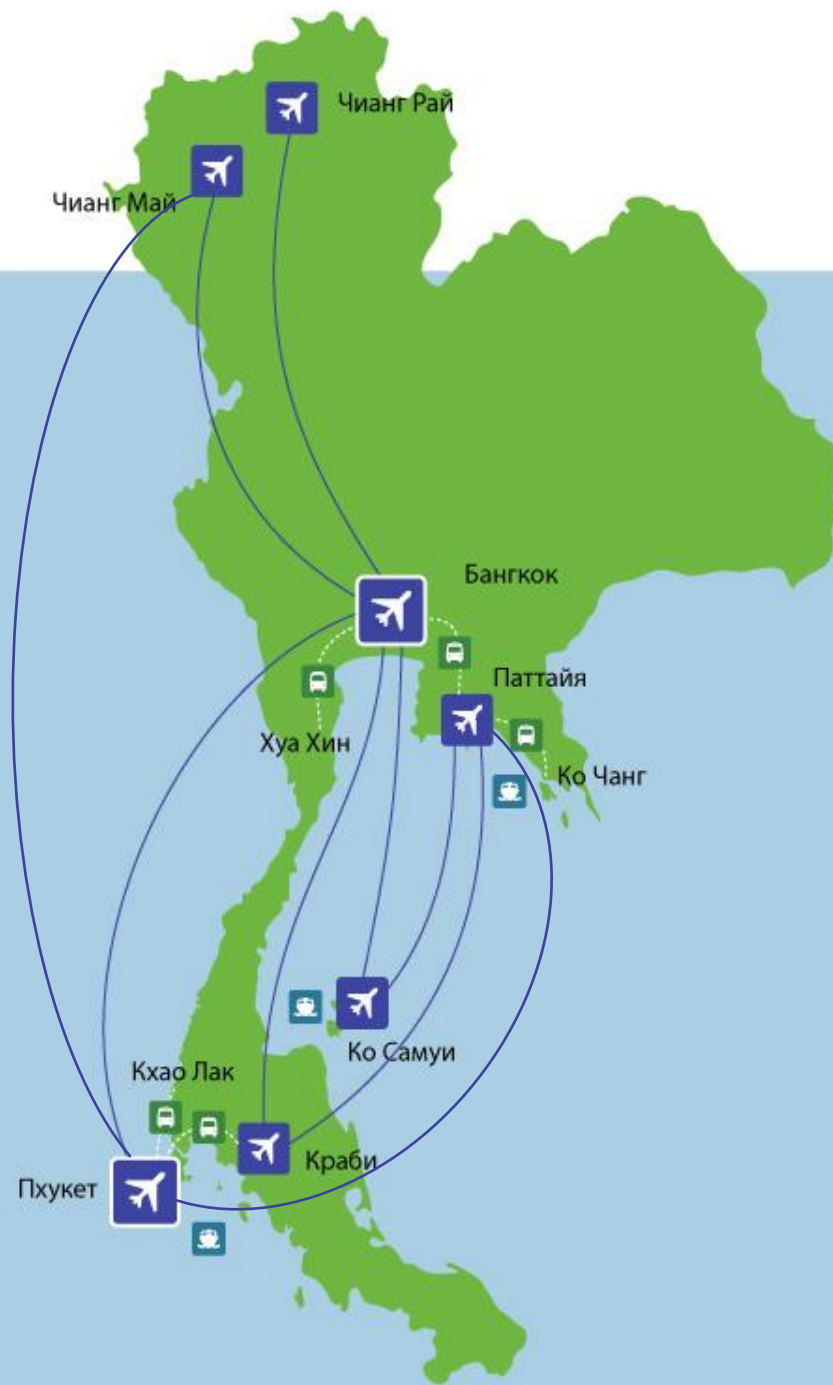 Чианг Рай
Чианг Май
Бангкок
Паттайя
Хуа Хин
Ко Чанг
Ко Самуи
Кхао Лак
Краби
Пхукет